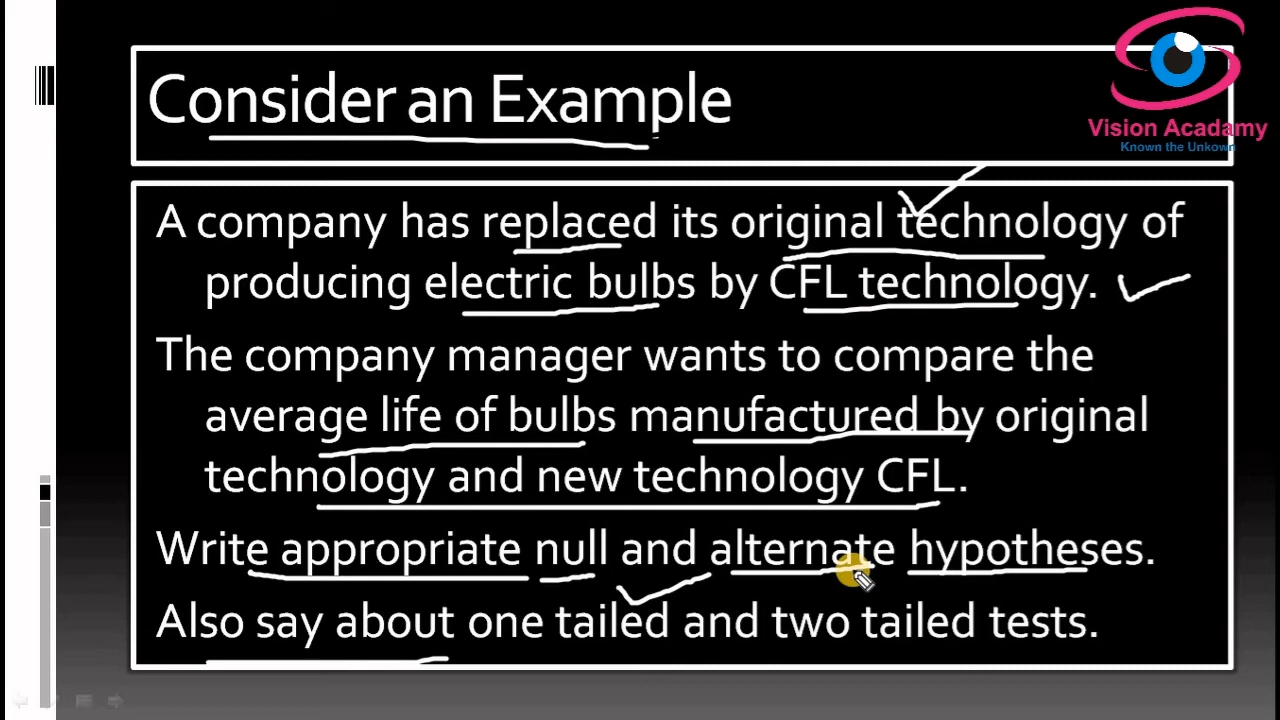 Consider an Example
Vision Acadamy
Known the Unkown
A company has replaced its original technology of
producing electric bulbs by CFL technology.
The company manager wants to compare the
average life of bulbs manufactured by original
technology and new technology CFL.
Write appropriate null and alternate hypotheses.
Also say about one tailed and two tailed tests.